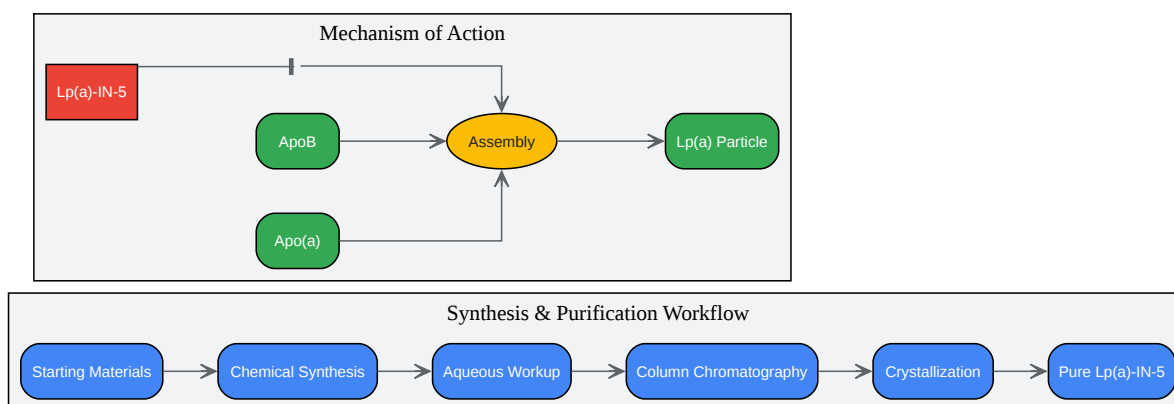 Mechanism of Action
Lp(a)-IN-5
ApoB
Assembly
Lp(a) Particle
Apo(a)
Synthesis & Purification Workflow
Starting Materials
Chemical Synthesis
Aqueous Workup
Column Chromatography
Crystallization
Pure Lp(a)-IN-5